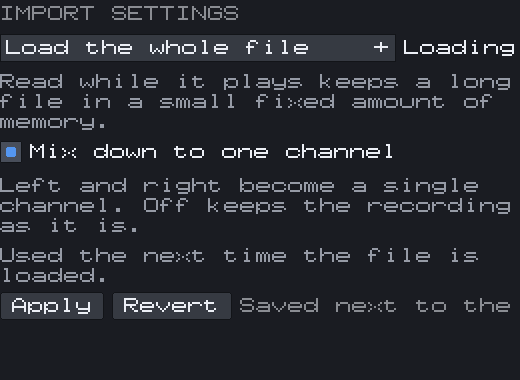 IMPORT SETTINGS
Load the whole file + Loading
Read while it plays keeps a long
file in a small fixed amount of
memory.
Mix down to one channel
Left and right become a single
channel. Off keeps the recording
as it is.
Used the next time the file is
loaded.
Apply Revert Saved next to the